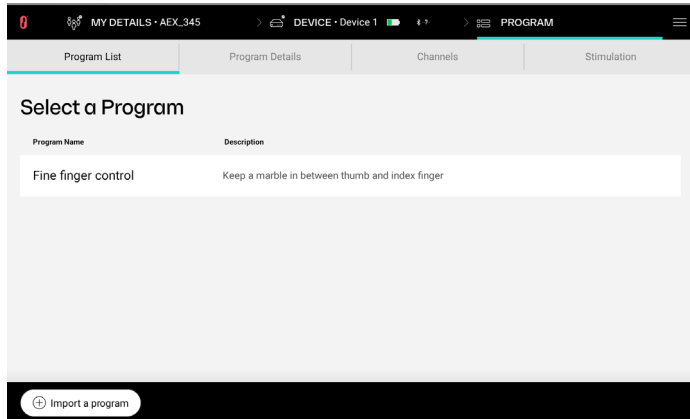 MY DETAILS • AEX_345 > DEVICE • Device 1 > PROGRAM
Program List Program Details Channels Stimulation
Select a Program
Program Name Description
Fine finger control Keep a marble in between thumb and index finger
Import a program